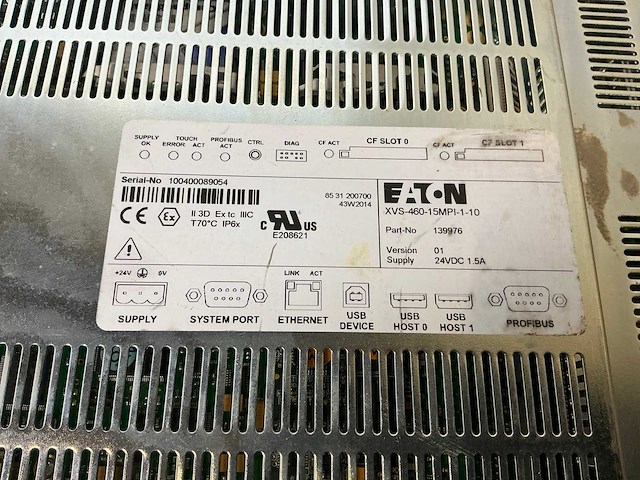 SUPPLY OK
TOUCH ERROR ACT
PROFIBUS ACT
CTRL
DIAG
CF ACT
CF SLOT 0
CF ACT
CF SLOT 1
Serial-No 100400089054
85 31 200700
43W2014
CE Ex II 3D Ex tc IIIC
T70°C IP6x
c RU US
E208621
EATON
XVS-460-15MPI-1-10
Part-No 139976
Version 01
Supply 24VDC 1.5A
+24V 0V
SUPPLY
SYSTEM PORT
LINK ACT
ETHERNET
USB DEVICE
USB HOST 0
USB HOST 1
PROFIBUS